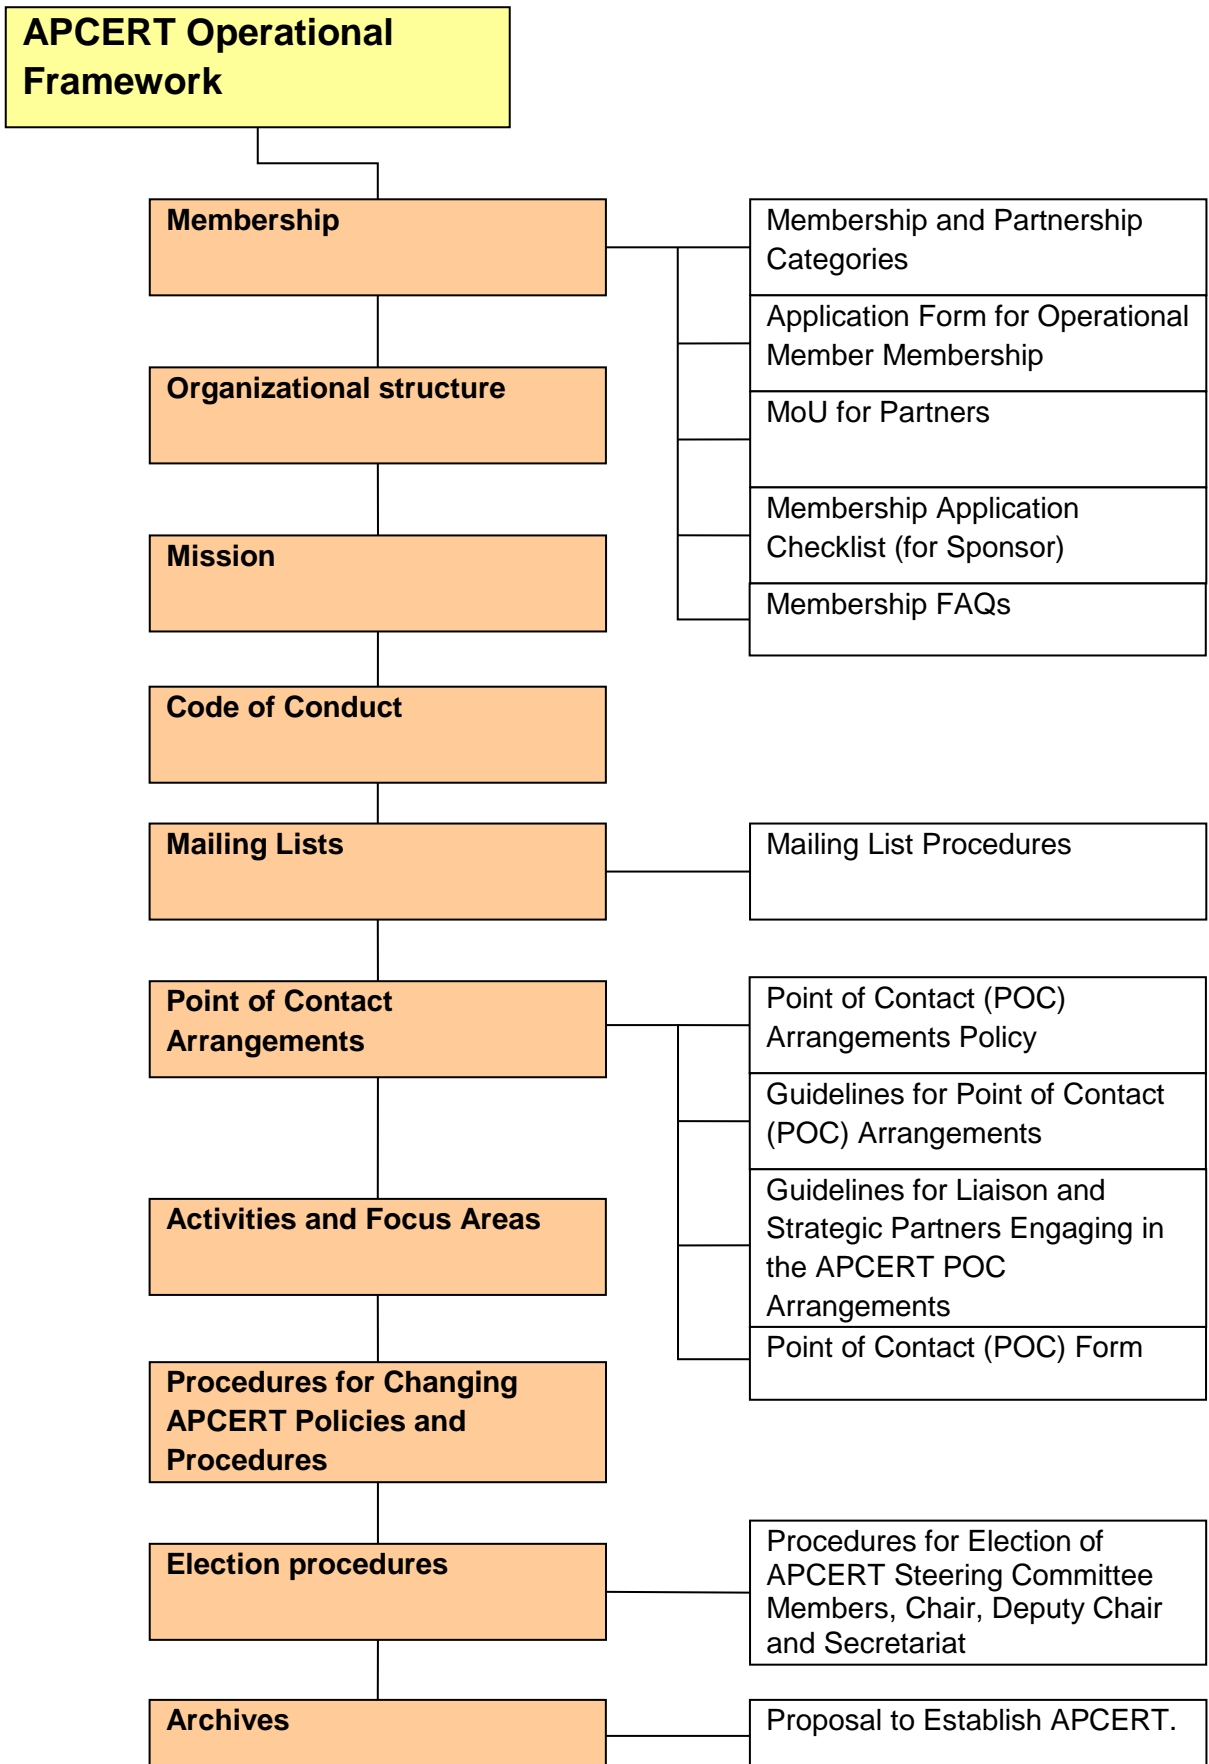 APCERT Operational
Framework
Membership
Membership and Partnership
Categories
Application Form for Operational
Member Membership
MoU for Partners
Membership Application
Checklist (for Sponsor)
Membership FAQs
Organizational structure
Mission
Code of Conduct
Mailing Lists
Mailing List Procedures
Point of Contact
Arrangements
Point of Contact (POC)
Arrangements Policy
Guidelines for Point of Contact
(POC) Arrangements
Guidelines for Liaison and
Strategic Partners Engaging in
the APCERT POC
Arrangements
Point of Contact (POC) Form
Activities and Focus Areas
Procedures for Changing
APCERT Policies and
Procedures
Election procedures
Procedures for Election of
APCERT Steering Committee
Members, Chair, Deputy Chair
and Secretariat
Archives
Proposal to Establish APCERT.